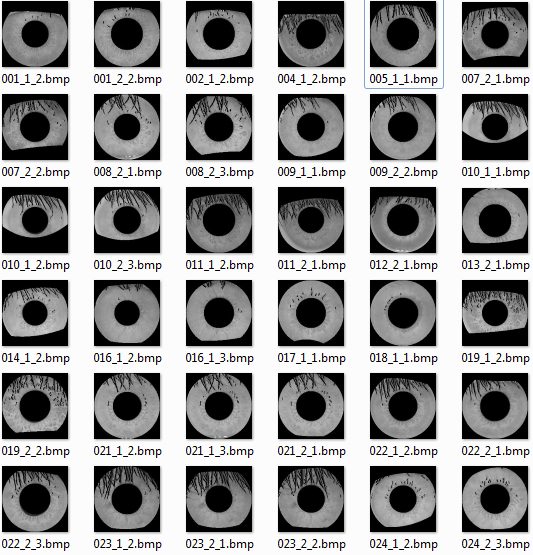 001_1_2.bmp 001_2_2.bmp 002_1_2.bmp 004_1_2.bmp 005_1_1.bmp 007_2_1.bmp
007_2_2.bmp 008_2_1.bmp 008_2_3.bmp 009_1_1.bmp 009_2_2.bmp 010_1_1.bmp
010_1_2.bmp 010_2_3.bmp 011_1_2.bmp 011_2_1.bmp 012_2_1.bmp 013_2_1.bmp
014_1_2.bmp 016_1_2.bmp 016_1_3.bmp 017_1_1.bmp 018_1_1.bmp 019_1_2.bmp
019_2_2.bmp 021_1_2.bmp 021_1_3.bmp 021_2_1.bmp 022_1_2.bmp 022_2_1.bmp
022_2_3.bmp 023_1_2.bmp 023_2_1.bmp 023_2_2.bmp 024_1_2.bmp 024_2_3.bmp